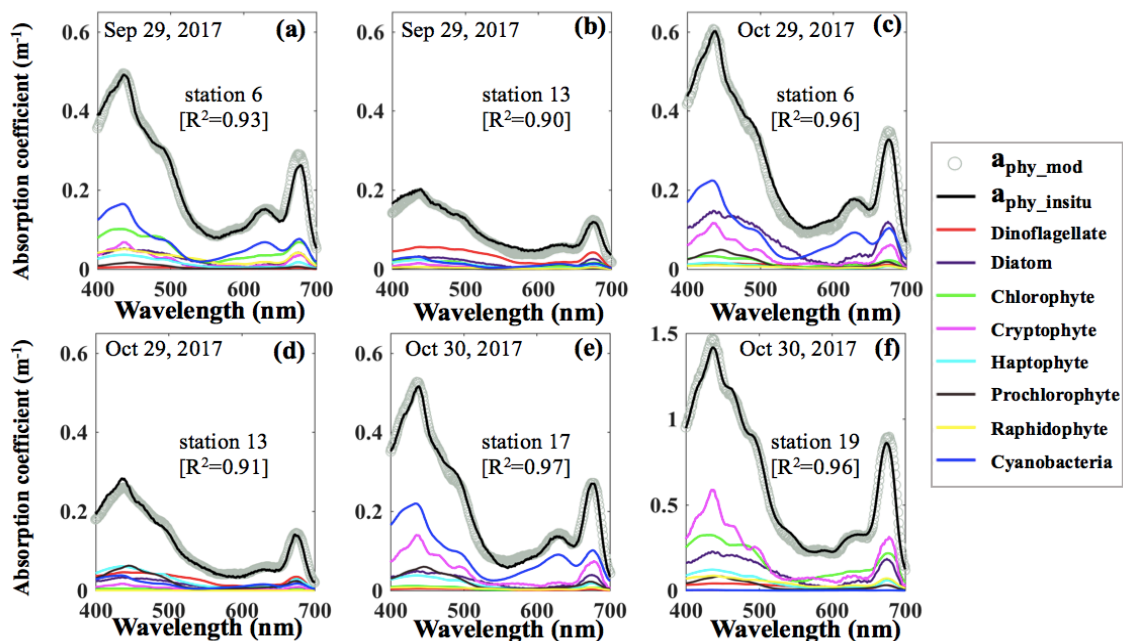 Absorption coefficient (m⁻¹)
0.6
0.4
0.2
0
Sep 29, 2017
(a)
station 6
[R²=0.93]
400 500 600 700
Wavelength (nm)
0.6
0.4
0.2
0
Sep 29, 2017
(b)
station 13
[R²=0.90]
400 500 600 700
Wavelength (nm)
0.6
0.4
0.2
0
Oct 29, 2017
(c)
station 6
[R²=0.96]
400 500 600 700
Wavelength (nm)
Absorption coefficient (m⁻¹)
0.6
0.4
0.2
0
Oct 29, 2017
(d)
station 13
[R²=0.91]
400 500 600 700
Wavelength (nm)
0.6
0.4
0.2
0
Oct 30, 2017
(e)
station 17
[R²=0.97]
400 500 600 700
Wavelength (nm)
1.5
1
0.5
0
Oct 30, 2017
(f)
station 19
[R²=0.96]
400 500 600 700
Wavelength (nm)
a_phy_mod
a_phy_insitu
Dinoflagellate
Diatom
Chlorophyte
Cryptophyte
Haptophyte
Prochlorophyte
Raphidophyte
Cyanobacteria